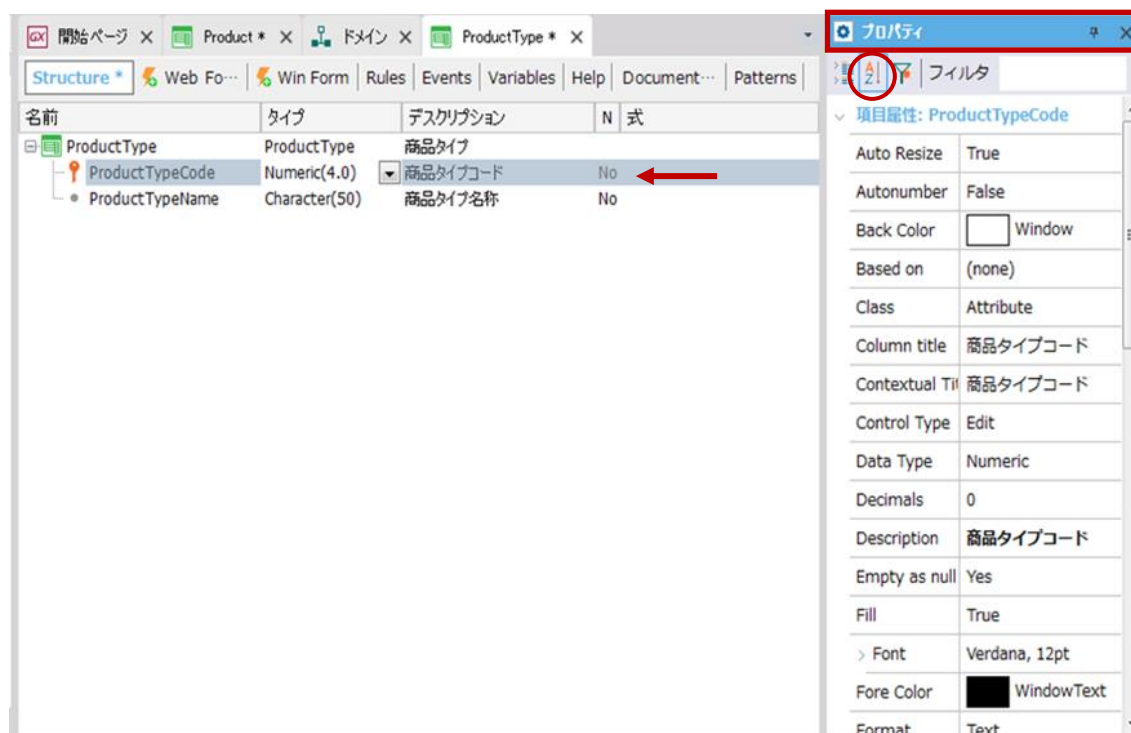 GX 開始ページ × Product * × ドメイン × ProductType * ×
Structure * Web Fo… Win Form Rules Events Variables Help Document… Patterns
名前 タイプ デスクリプション N 式
ProductType ProductType 商品タイプ
ProductTypeCode Numeric(4.0) 商品タイプコード No
ProductTypeName Character(50) 商品タイプ名称 No
プロパティ
フィルタ
項目属性: ProductTypeCode
Auto Resize True
Autonumber False
Back Color Window
Based on (none)
Class Attribute
Column title 商品タイプコード
Contextual Tit 商品タイプコード
Control Type Edit
Data Type Numeric
Decimals 0
Description 商品タイプコード
Empty as null Yes
Fill True
Font Verdana, 12pt
Fore Color WindowText
Format Text